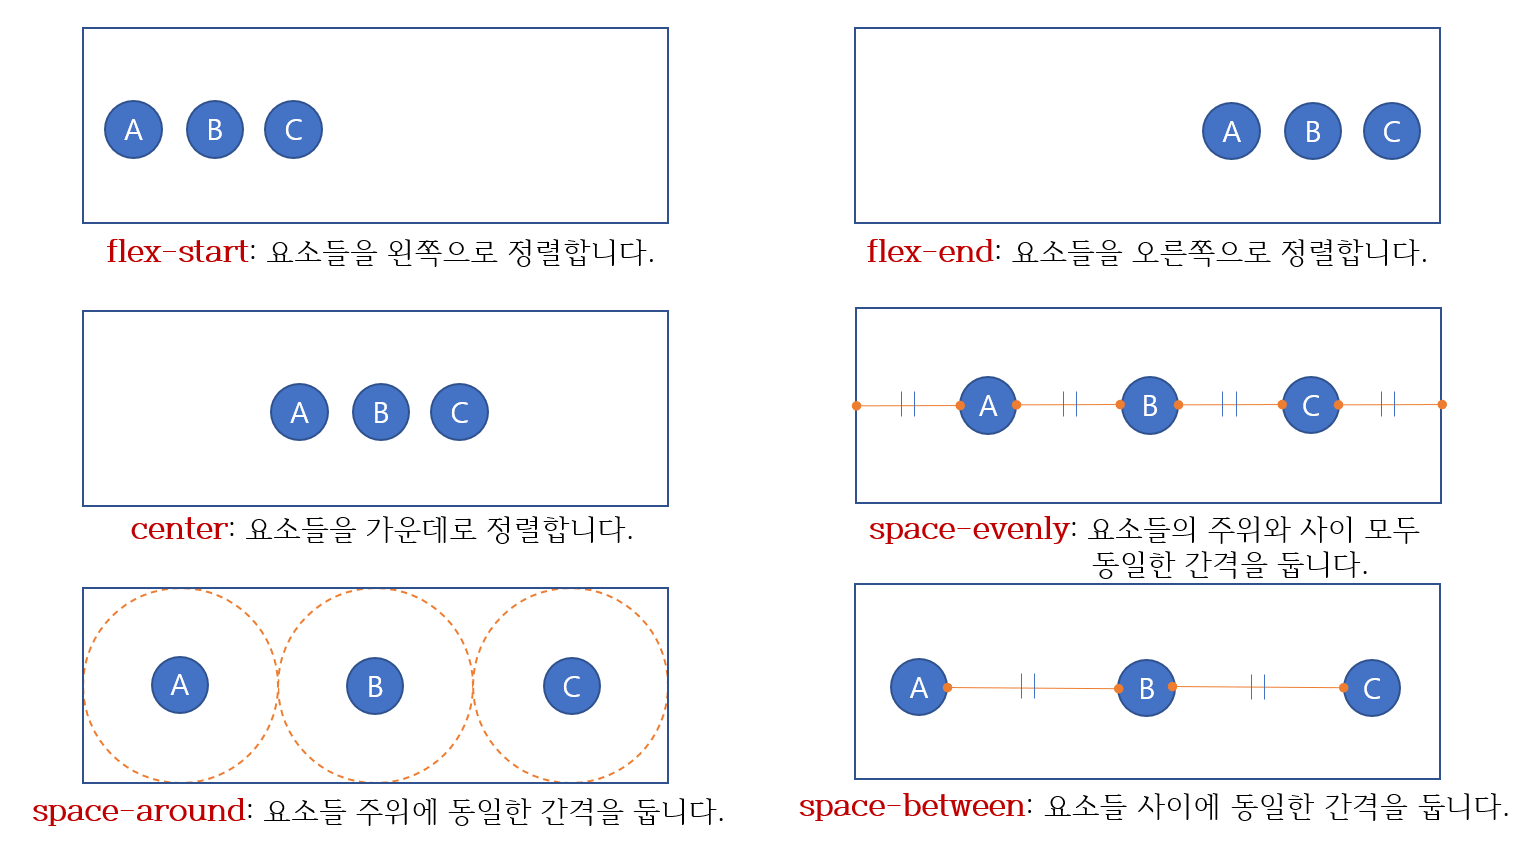 A B C
flex-start: 요소들을 왼쪽으로 정렬합니다.
A B C
flex-end: 요소들을 오른쪽으로 정렬합니다.
A B C
center: 요소들을 가운데로 정렬합니다.
A B C
space-evenly: 요소들의 주위와 사이 모두
동일한 간격을 둡니다.
A B C
space-around: 요소들 주위에 동일한 간격을 둡니다.
A B C
space-between: 요소들 사이에 동일한 간격을 둡니다.